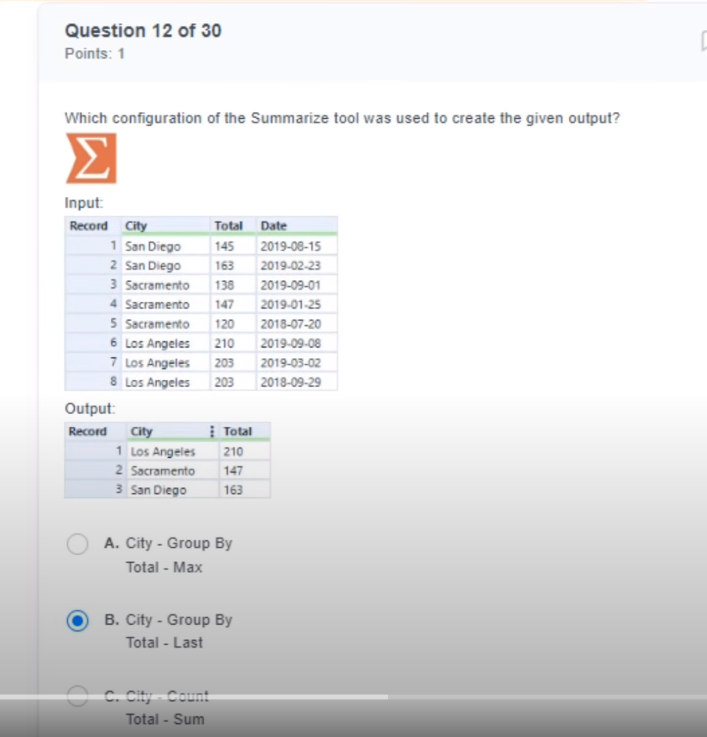 Question 12 of 30
Points: 1
Which configuration of the Summarize tool was used to create the given output?
Σ
Input:
Record City Total Date
1 San Diego 145 2019-08-15
2 San Diego 163 2019-02-23
3 Sacramento 138 2019-09-01
4 Sacramento 147 2019-01-25
5 Sacramento 120 2018-07-20
6 Los Angeles 210 2019-09-08
7 Los Angeles 203 2019-03-02
8 Los Angeles 203 2018-09-29
Output:
Record City Total
1 Los Angeles 210
2 Sacramento 147
3 San Diego 163
A. City - Group By
Total - Max
B. City - Group By
Total - Last
C. City - Count
Total - Sum